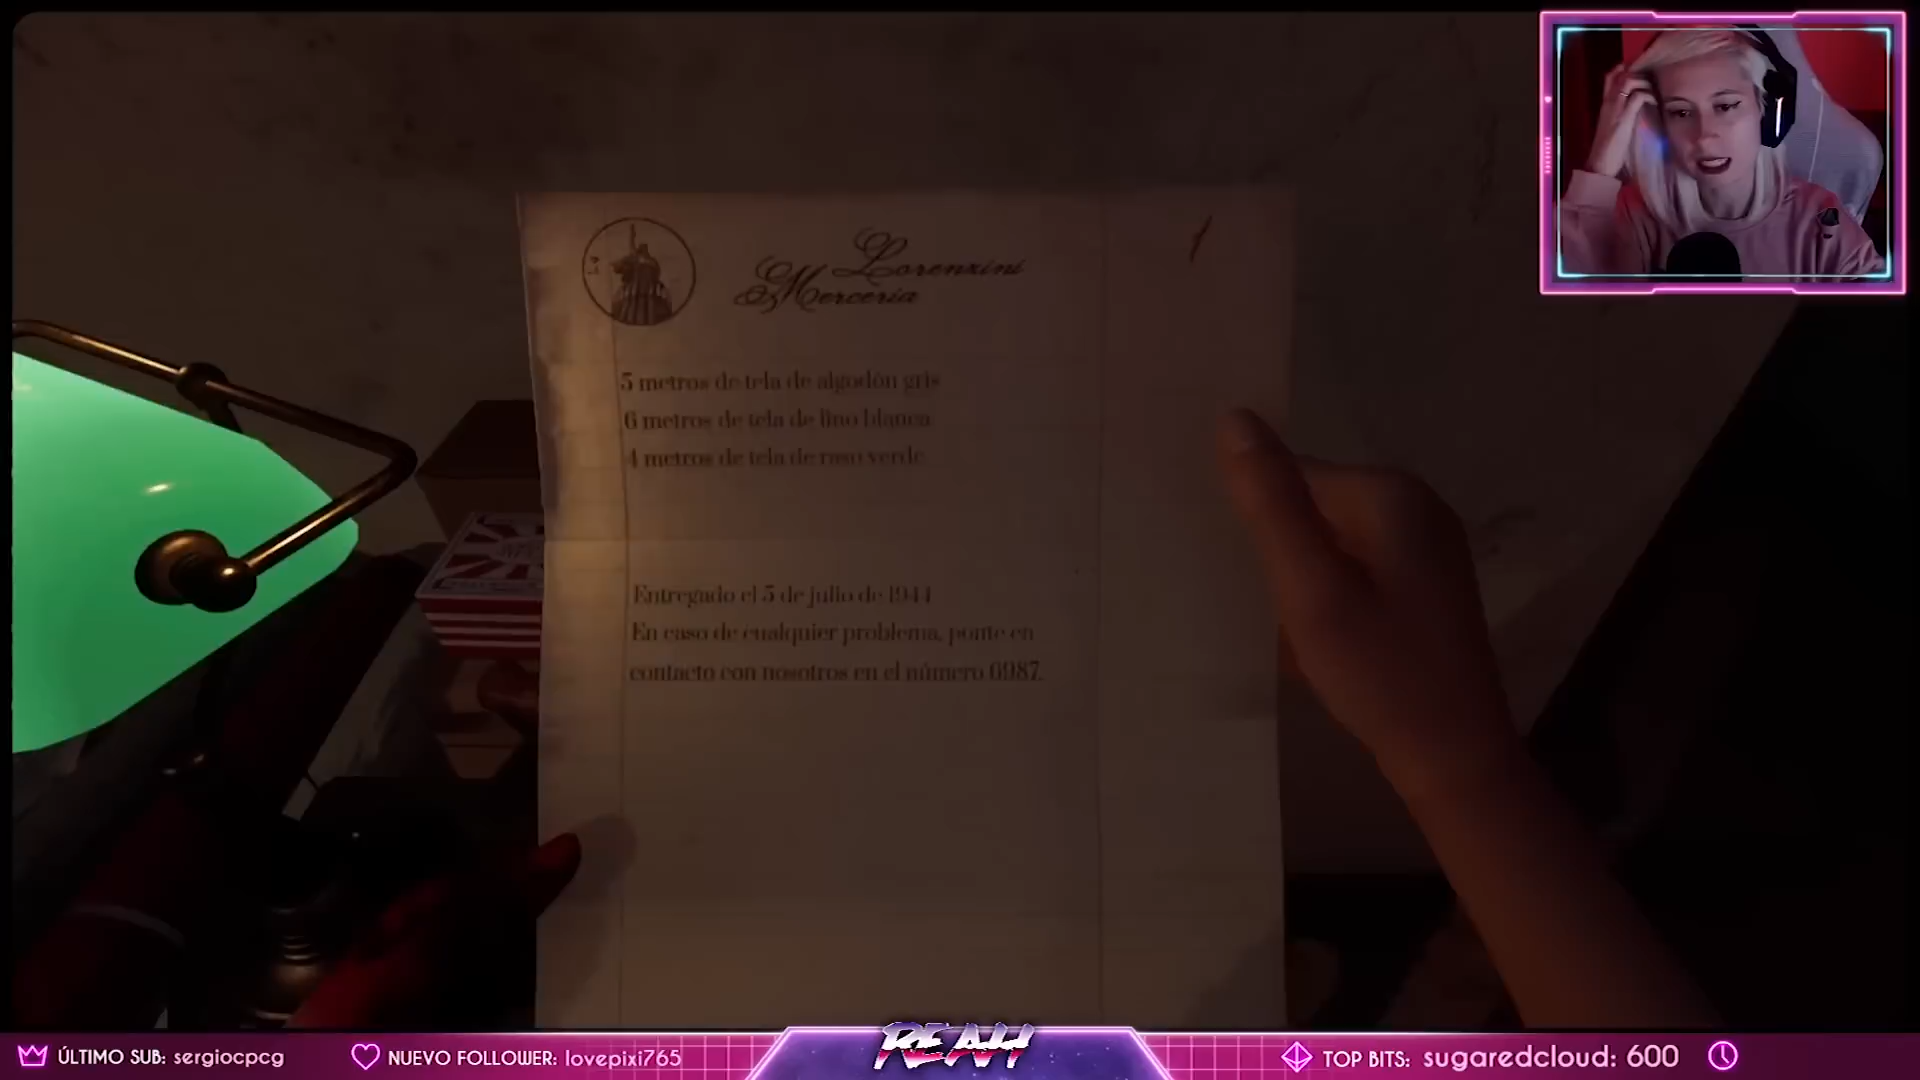 Lorenzini
Merceria
1
5 metros de tela de algodón gris
6 metros de tela de lino blanca
4 metros de tela de raso verde
Entregado el 5 de julio de 1944
En caso de cualquier problema, ponte en
contacto con nosotros en el número 6987.
ÚLTIMO SUB: sergiocpcg
NUEVO FOLLOWER: lovepixi765
REAH
TOP BITS: sugaredcloud: 600